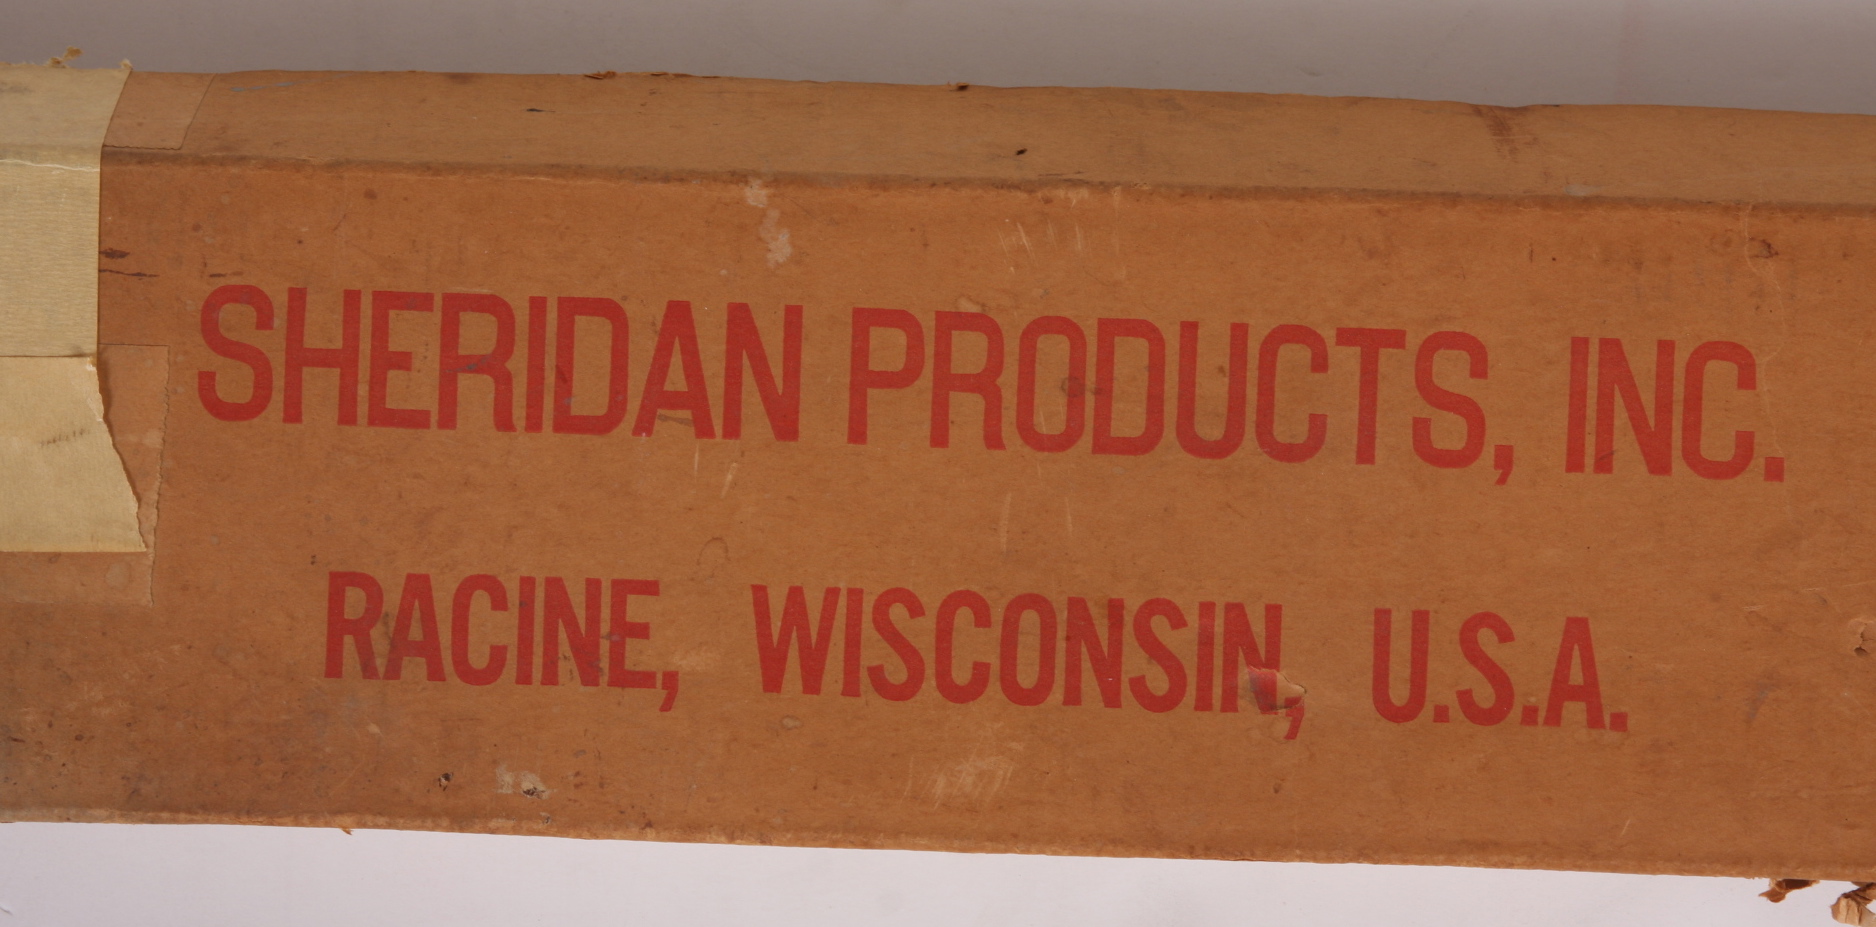 SHERIDAN PRODUCTS, INC.
RACINE, WISCONSIN, U.S.A.